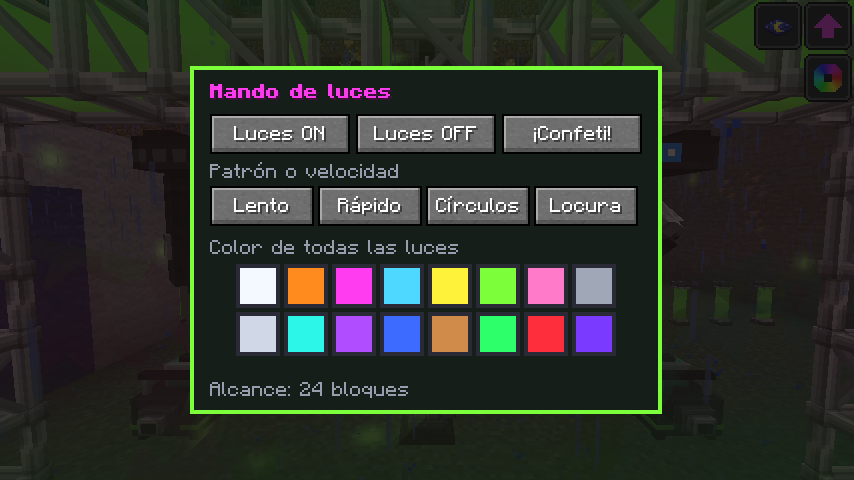 Mando de luces
Luces ON Luces OFF ¡Confeti!
Patrón o velocidad
Lento Rápido Círculos Locura
Color de todas las luces
Alcance: 24 bloques